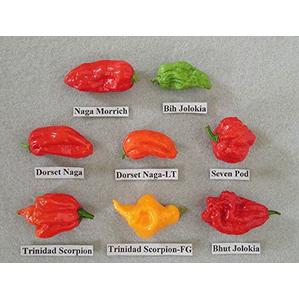 Naga Morrich
Bih Jolokia
Dorset Naga
Dorset Naga-LT
Seven Pod
Trinidad Scorpion
Trinidad Scorpion-FG
Bhut Jolokia